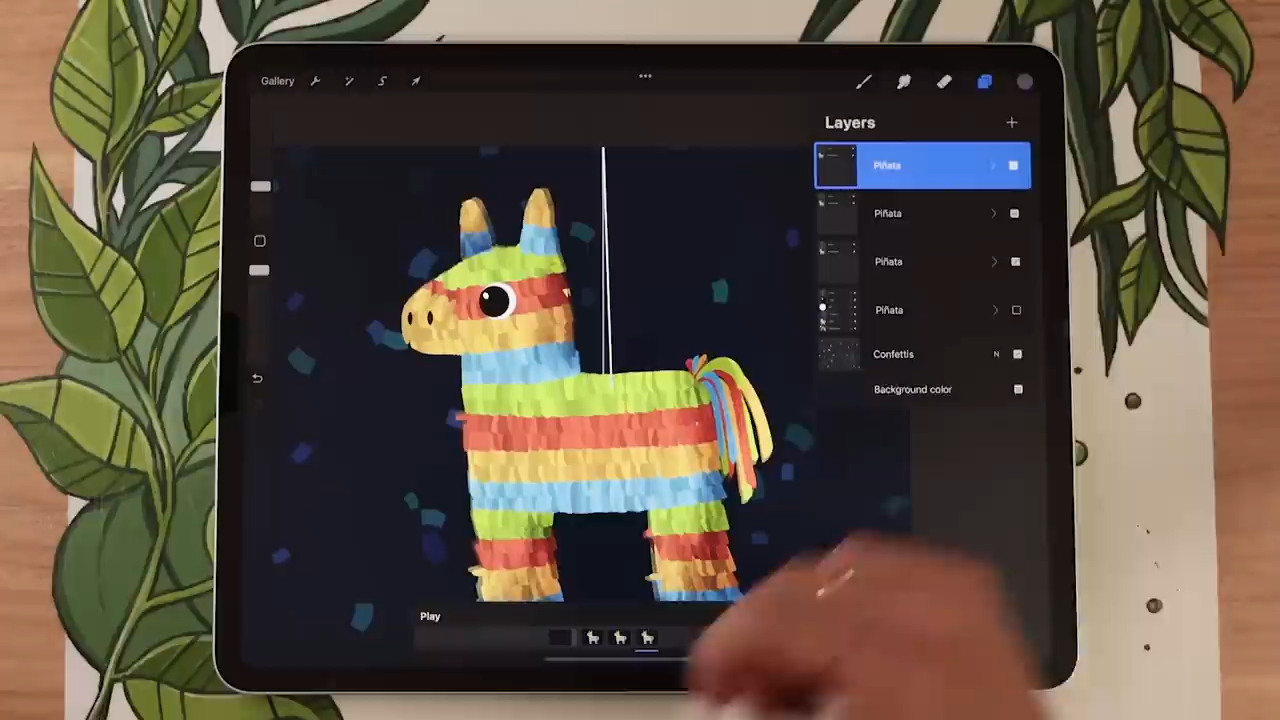 Gallery
Layers
Piñata
Piñata
Piñata
Piñata
Confettis N
Background color
Play